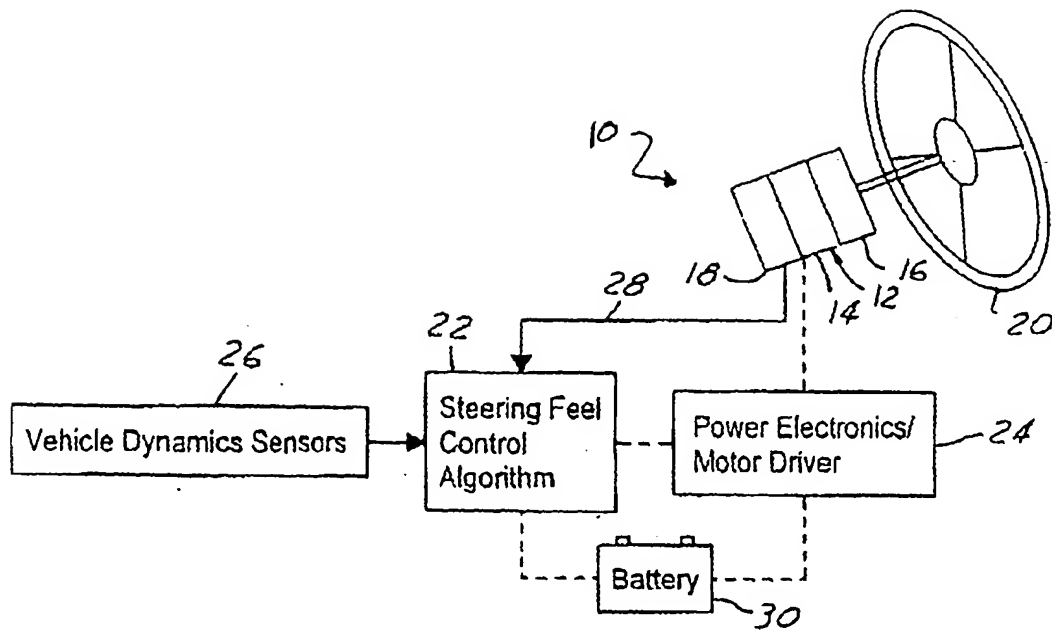 10
18
14
12
16
20
28
22
26
Vehicle Dynamics Sensors
Steering Feel
Control
Algorithm
Power Electronics/
Motor Driver
24
Battery
30